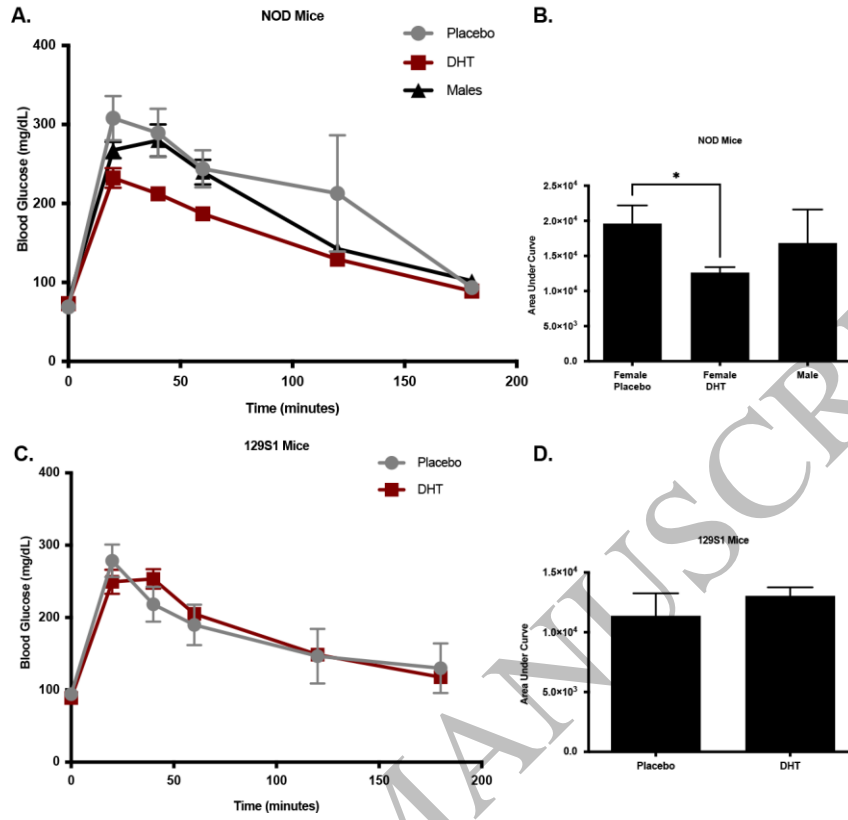 A.
NOD Mice
Placebo
DHT
Males
Blood Glucose (mg/dL)
400
300
200
100
0
0
50
100
150
200
Time (minutes)
B.
NOD Mice
*
Area Under Curve
2.5×10⁴
2.0×10⁴
1.5×10⁴
1.0×10⁴
5.0×10³
0.0
Female
Placebo
Female
DHT
Male
C.
129S1 Mice
Placebo
DHT
Blood Glucose (mg/dL)
400
300
200
100
0
0
50
100
150
200
Time (minutes)
D.
129S1 Mice
Area Under Curve
1.5×10⁴
1.0×10⁴
5.0×10³
0.0
Placebo
DHT
MANUSCR